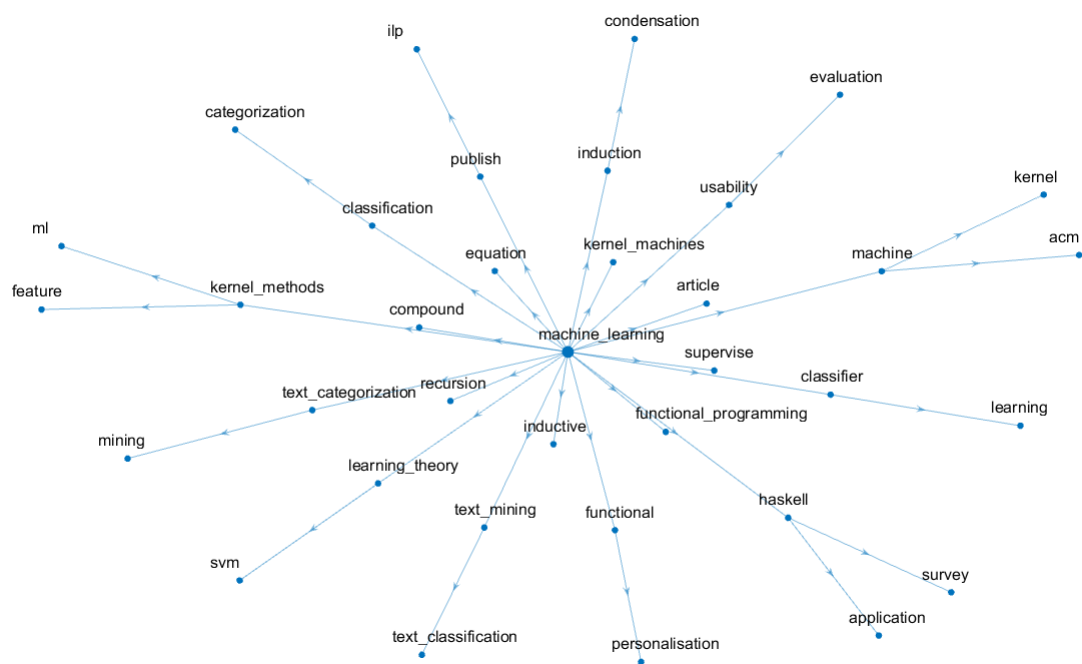 condensation
ilp
evaluation
categorization
publish
induction
kernel
usability
classification
ml
acm
kernel_machines
equation
machine
article
feature
kernel_methods
compound
machine_learning
supervise
classifier
text_categorization
recursion
learning
functional_programming
mining
inductive
learning_theory
haskell
text_mining
functional
svm
survey
application
text_classification
personalisation